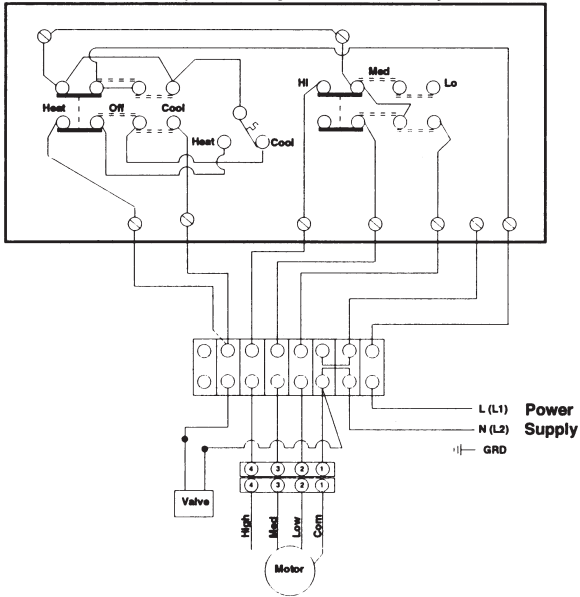 Med
HI
Lo
Heat
Off
Cool
Heat
Cool
L (L1)
Power
N (L2)
Supply
GRD
4
3
2
1
4
3
2
1
Valve
High
Med
Low
Com
Motor